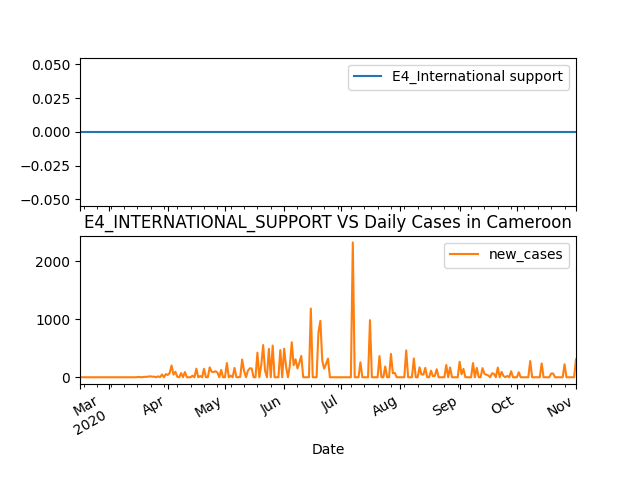 0.050
0.025
0.000
−0.025
−0.050
E4_International support
E4_INTERNATIONAL_SUPPORT VS Daily Cases in Cameroon
2000
1000
0
new_cases
Mar
2020
Apr
May
Jun
Jul
Aug
Sep
Oct
Nov
Date